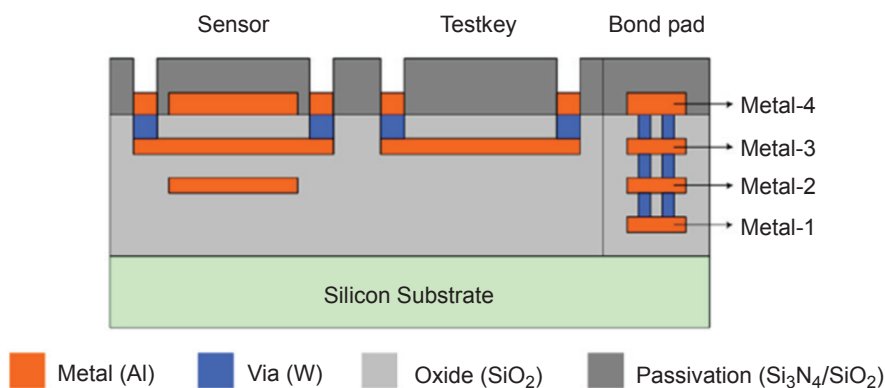 Sensor
Testkey
Bond pad
Metal-4
Metal-3
Metal-2
Metal-1
Silicon Substrate
Metal (Al)
Via (W)
Oxide (SiO₂)
Passivation (Si₃N₄/SiO₂)